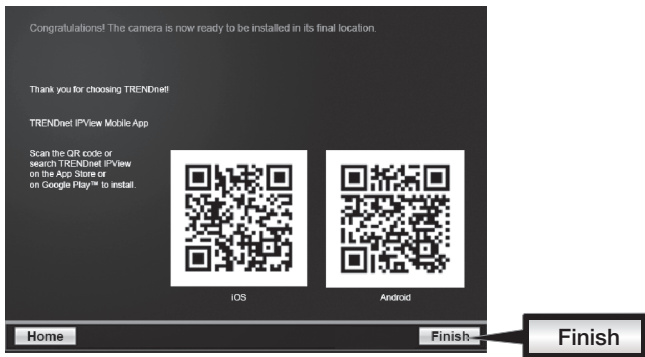 Congratulations! The camera is now ready to be installed in its final location.
Thank you for choosing TRENDnet!
TRENDnet IPView Mobile App
Scan the QR code or
search TRENDnet IPView
on the App Store or
on Google Play™ to install.
iOS
Android
Home
Finish
Finish